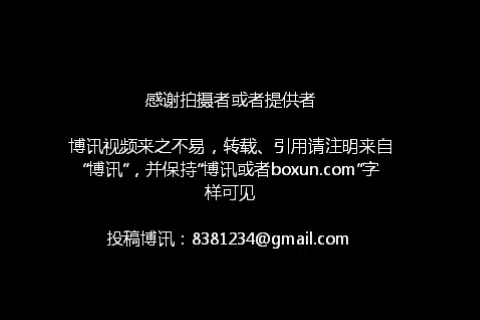 感谢拍摄者或者提供者
博讯视频来之不易，转载、引用请注明来自
“博讯”，并保持“博讯或者boxun.com”字
样可见
投稿博讯：8381234@gmail.com